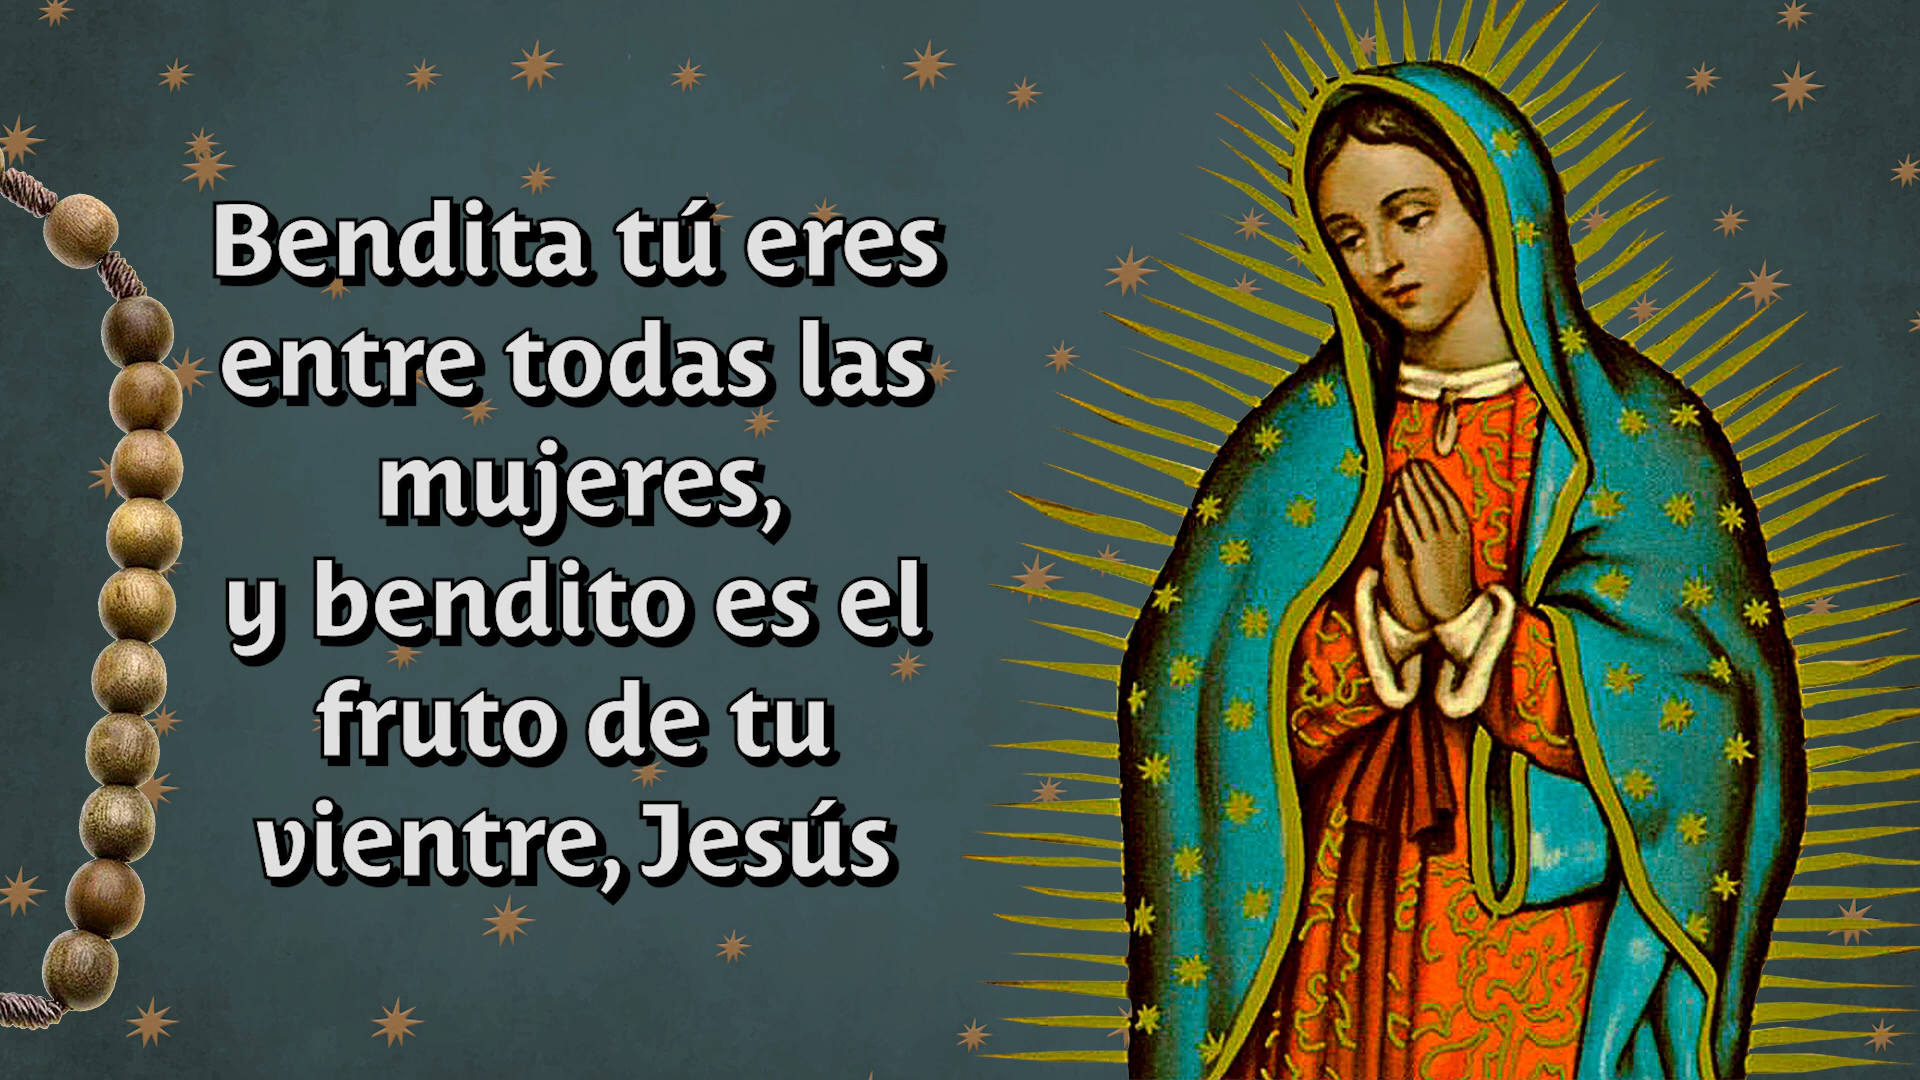 Bendita tú eres
entre todas las
mujeres,
y bendito es el
fruto de tu
vientre, Jesús